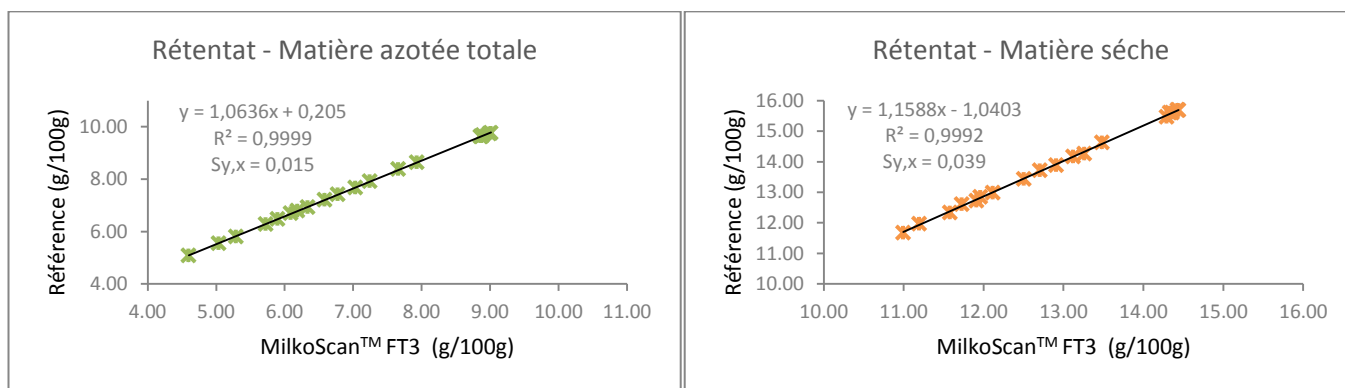 Rétentat - Matière azotée totale
y = 1,0636x + 0,205
R² = 0,9999
Sy,x = 0,015
Référence (g/100g)
10.00
8.00
6.00
4.00
4.00 5.00 6.00 7.00 8.00 9.00 10.00 11.00
MilkoScan™ FT3 (g/100g)
Rétentat - Matière séche
y = 1,1588x - 1,0403
R² = 0,9992
Sy,x = 0,039
Référence (g/100g)
16.00
15.00
14.00
13.00
12.00
11.00
10.00
10.00 11.00 12.00 13.00 14.00 15.00 16.00
MilkoScan™ FT3 (g/100g)